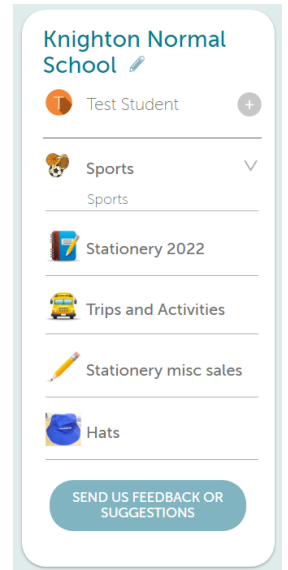 Knighton Normal
School
T Test Student +
Sports
Sports
Stationery 2022
Trips and Activities
Stationery misc sales
Hats
SEND US FEEDBACK OR
SUGGESTIONS